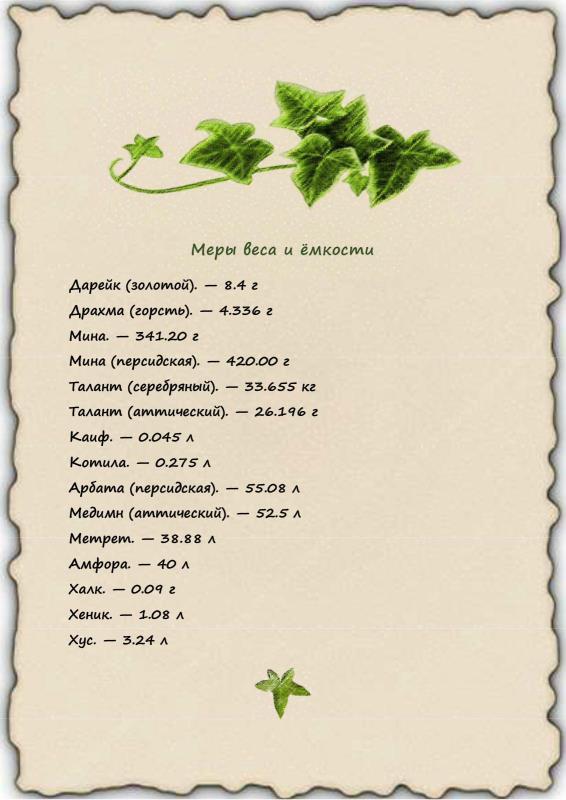 Меры веса и ёмкости
Дарейк (золотой). — 8.4 г
Драхма (горсть). — 4.336 г
Мина. — 341.20 г
Мина (персидская). — 420.00 г
Талант (серебряный). — 33.655 кг
Талант (аттический). — 26.196 г
Каиф. — 0.045 л
Котила. — 0.275 л
Арбата (персидская). — 55.08 л
Медимн (аттический). — 52.5 л
Метрет. — 38.88 л
Амфора. — 40 л
Халк. — 0.09 г
Хеник. — 1.08 л
Хус. — 3.24 л